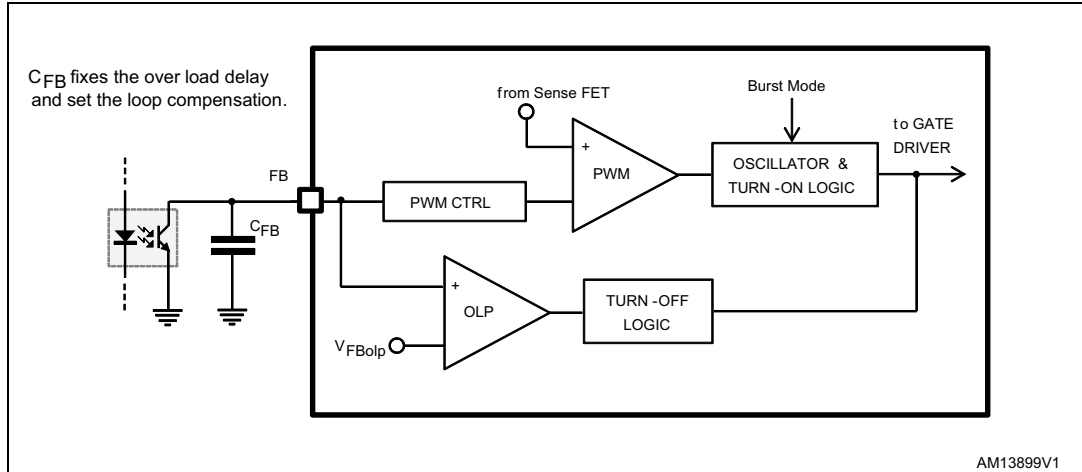 CFB fixes the over load delay
and set the loop compensation.
from Sense FET
Burst Mode
to GATE
DRIVER
+
PWM
OSCILLATOR &
TURN -ON LOGIC
FB
PWM CTRL
CFB
+
OLP
TURN -OFF
LOGIC
VFBolp
AM13899V1